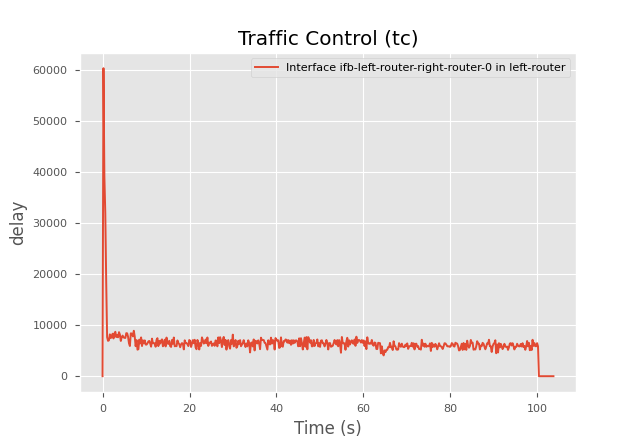 Traffic Control (tc)
Interface ifb-left-router-right-router-0 in left-router
60000
50000
40000
30000
20000
10000
0
delay
0 20 40 60 80 100
Time (s)